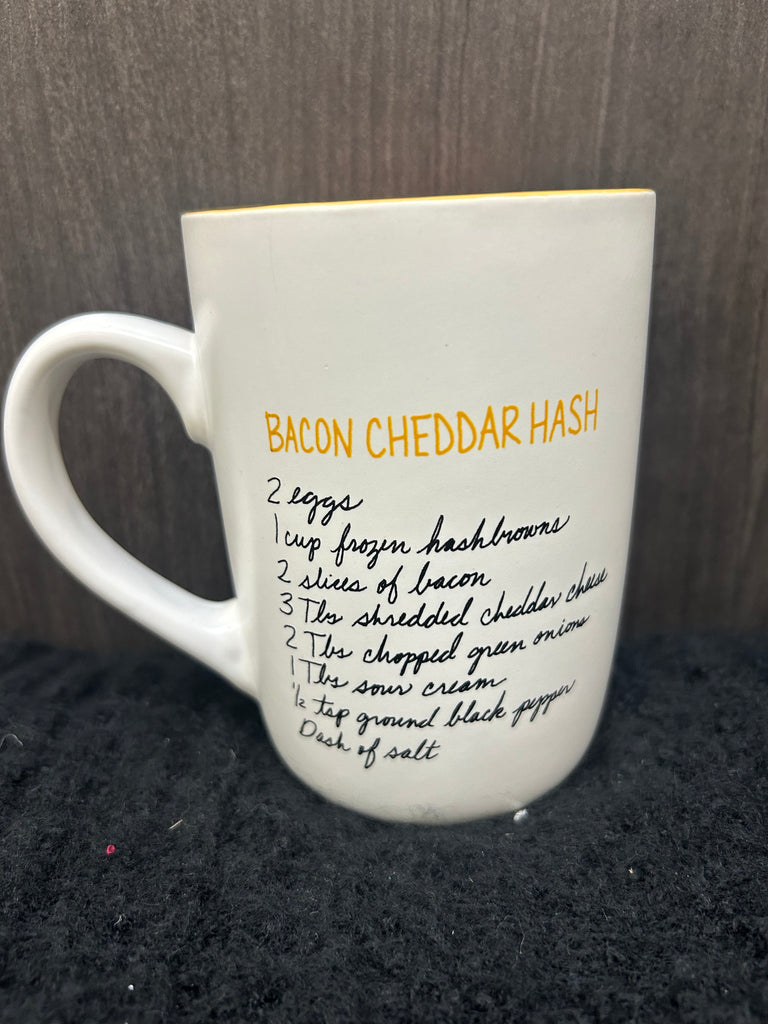 BACON CHEDDAR HASH
2 eggs
1 cup frozen hashbrowns
2 slices of bacon
3 Tbs shredded cheddar cheese
2 Tbs chopped green onions
1 Tbs sour cream
1/2 tsp ground black pepper
Dash of salt